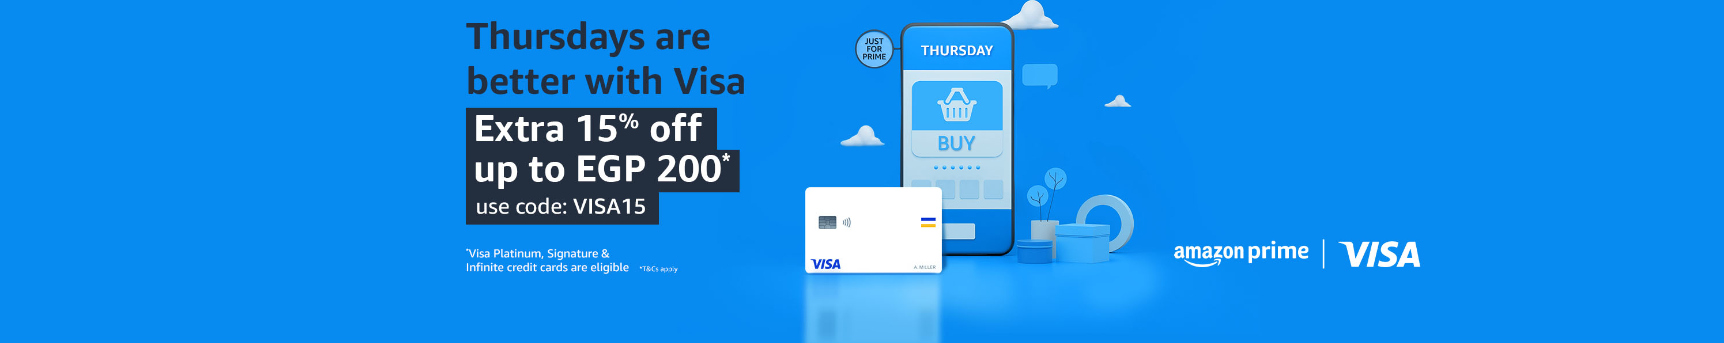 Thursdays are
better with Visa
Extra 15% off
up to EGP 200*
use code: VISA15
*Visa Platinum, Signature &
Infinite credit cards are eligible *T&Cs apply
JUST
FOR
PRIME
THURSDAY
BUY
VISA
A MILLER
amazon prime | VISA